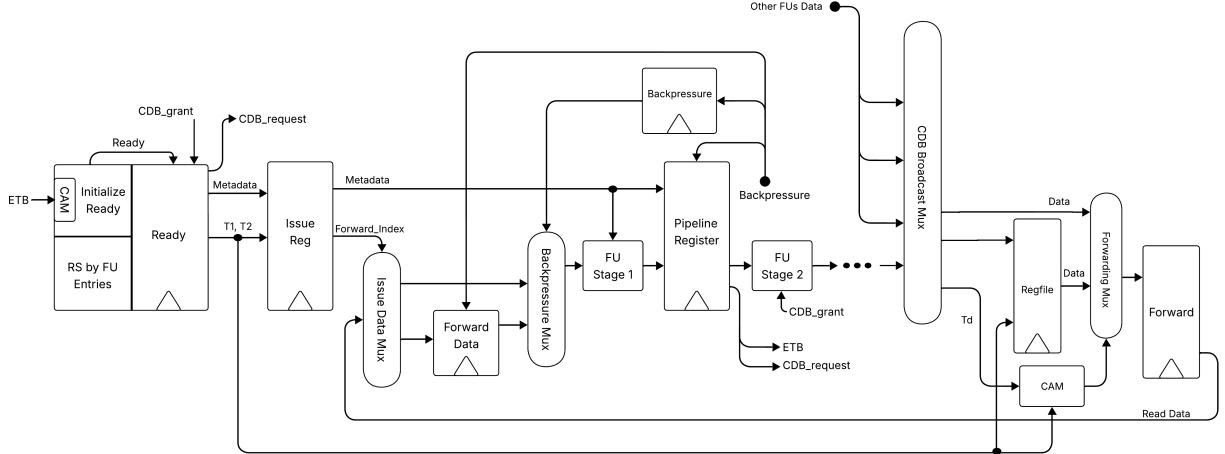 Other FUs Data
Backpressure
CDB_grant
CDB_request
Ready
CDB Broadcast Mux
ETB
CAM
Initialize
Ready
Metadata
Metadata
Ready
Issue
Reg
Pipeline
Register
Backpressure
T1, T2
Forward_Index
RS by FU
Entries
Issue Data Mux
Backpressure Mux
FU
Stage 1
FU
Stage 2
Data
Forwarding Mux
Data
Regfile
Forward
CDB_grant
Forward
Data
Td
ETB
CDB_request
CAM
Read Data